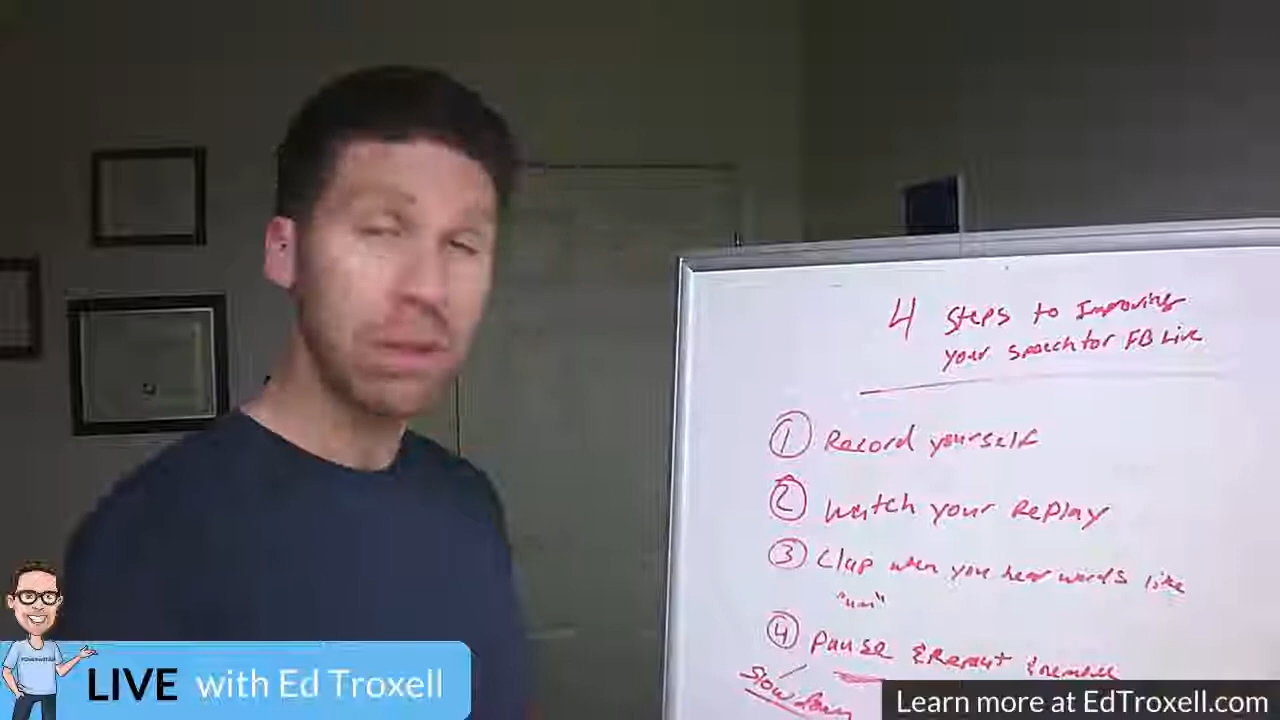 4 Steps to Improving
your speech for FB Live
1 Record yourself
2 Watch your Replay
3 Clap when you hear words like
"um"
4 Pause & Repeat &
Slow down
LIVE with Ed Troxell
Learn more at EdTroxell.com